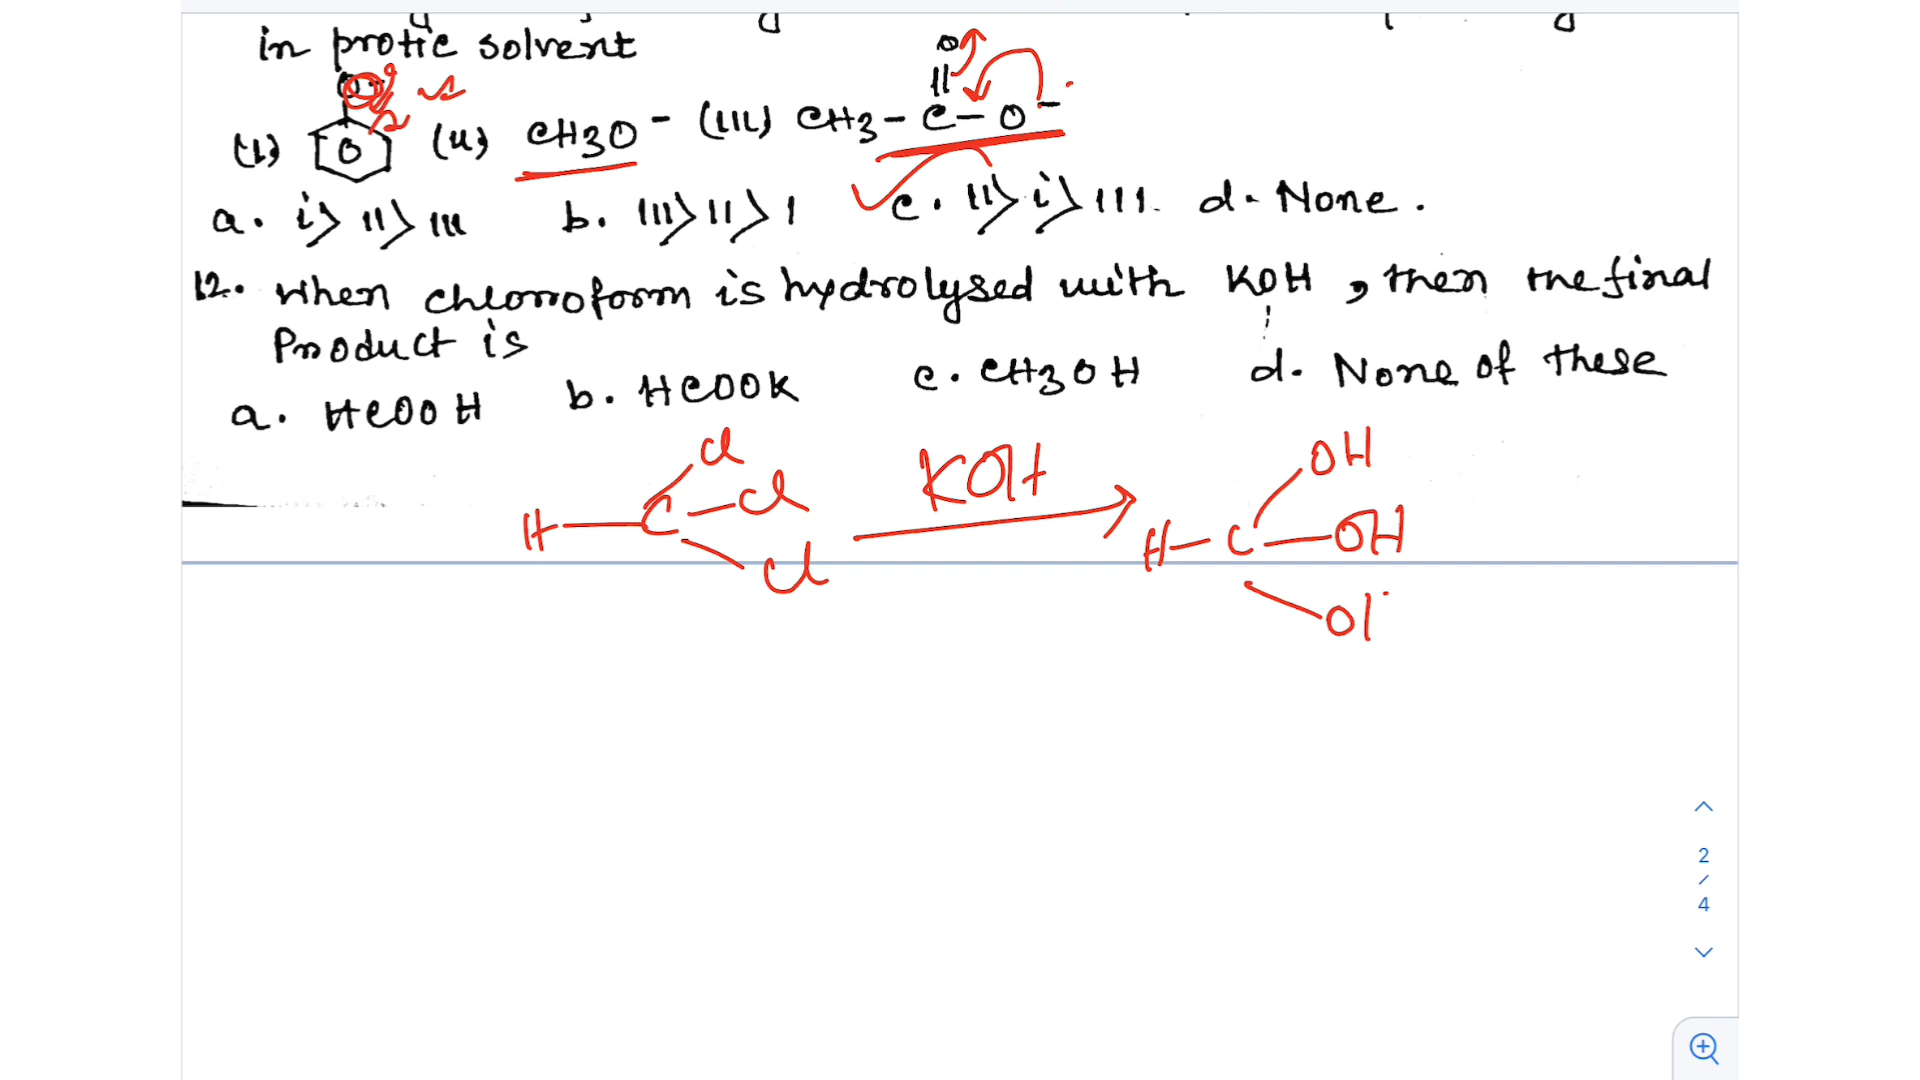 in protic solvent
O
||
(i) O (ii) CH3O - (iii) CH3 - C - O -
a. i > ii > iii b. iii > ii > i c. ii > i > iii. d. None.
12. When chloroform is hydrolysed with KOH, then the final
Product is
a. HCOOH b. HCOOK c. CH3OH d. None of these
Cl
H - C - Cl
Cl
KOH
OH
H - C - OH
Ol
2
/
4